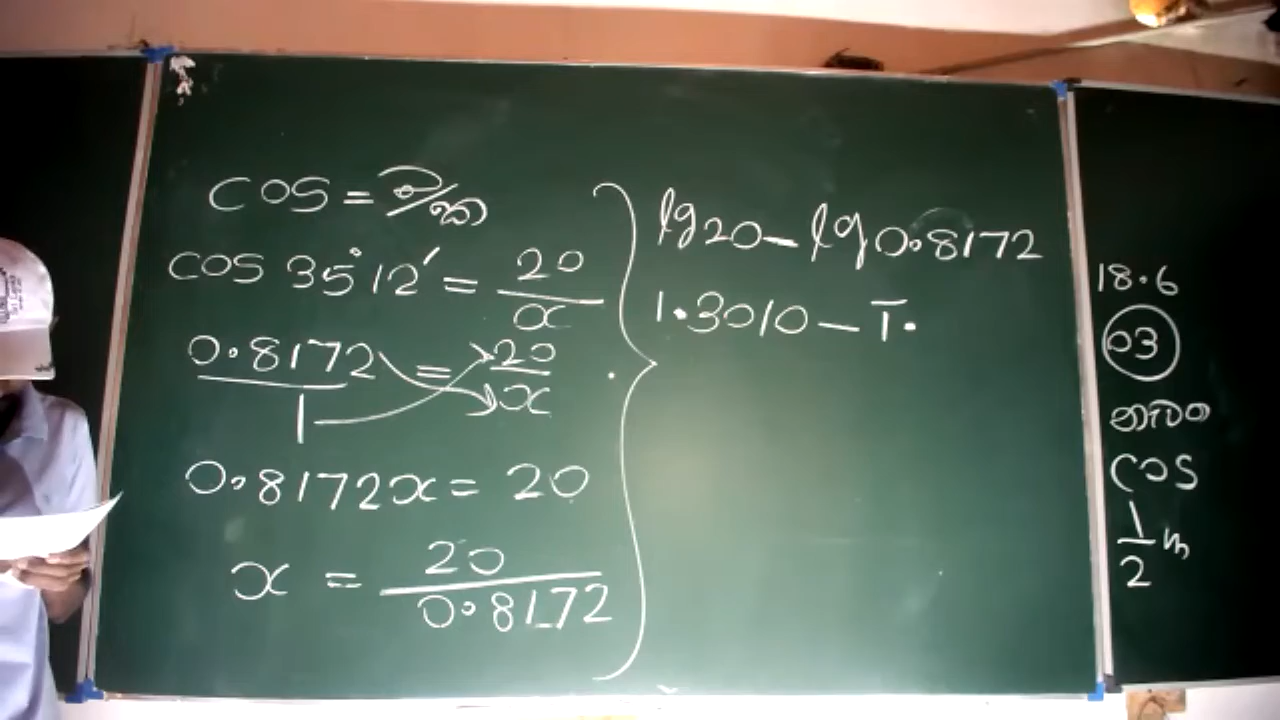 cos = බ/ක
cos 35°12′ = 20/x
0.8172/1 = 20/x
0.8172x = 20
x = 20/0.8172
lg20 - lg0.8172
1.3010 - 1̅.
18.6
03
භාවිත
cos
1/2